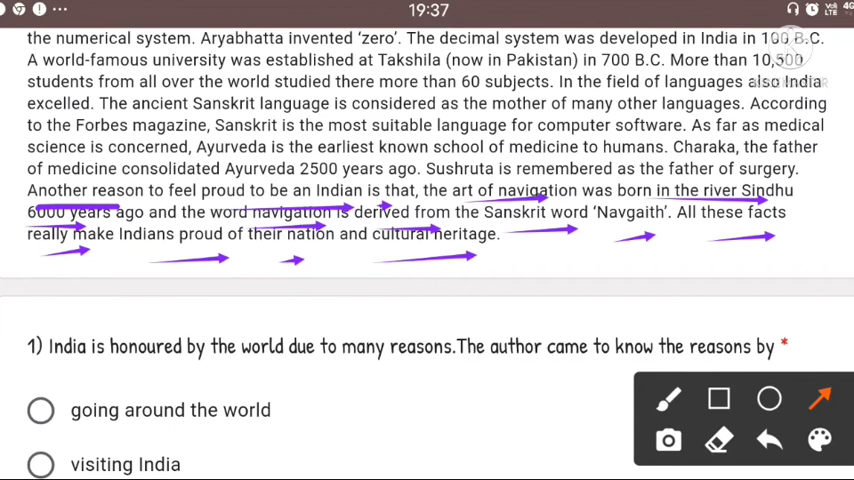 19:37
the numerical system. Aryabhatta invented ‘zero’. The decimal system was developed in India in 100 B.C.
A world-famous university was established at Takshila (now in Pakistan) in 700 B.C. More than 10,500
students from all over the world studied there more than 60 subjects. In the field of languages also India
excelled. The ancient Sanskrit language is considered as the mother of many other languages. According
to the Forbes magazine, Sanskrit is the most suitable language for computer software. As far as medical
science is concerned, Ayurveda is the earliest known school of medicine to humans. Charaka, the father
of medicine consolidated Ayurveda 2500 years ago. Sushruta is remembered as the father of surgery.
Another reason to feel proud to be an Indian is that, the art of navigation was born in the river Sindhu
6000 years ago and the word navigation is derived from the Sanskrit word ‘Navgaith’. All these facts
really make Indians proud of their nation and cultural heritage.
1) India is honoured by the world due to many reasons.The author came to know the reasons by *
going around the world
visiting India